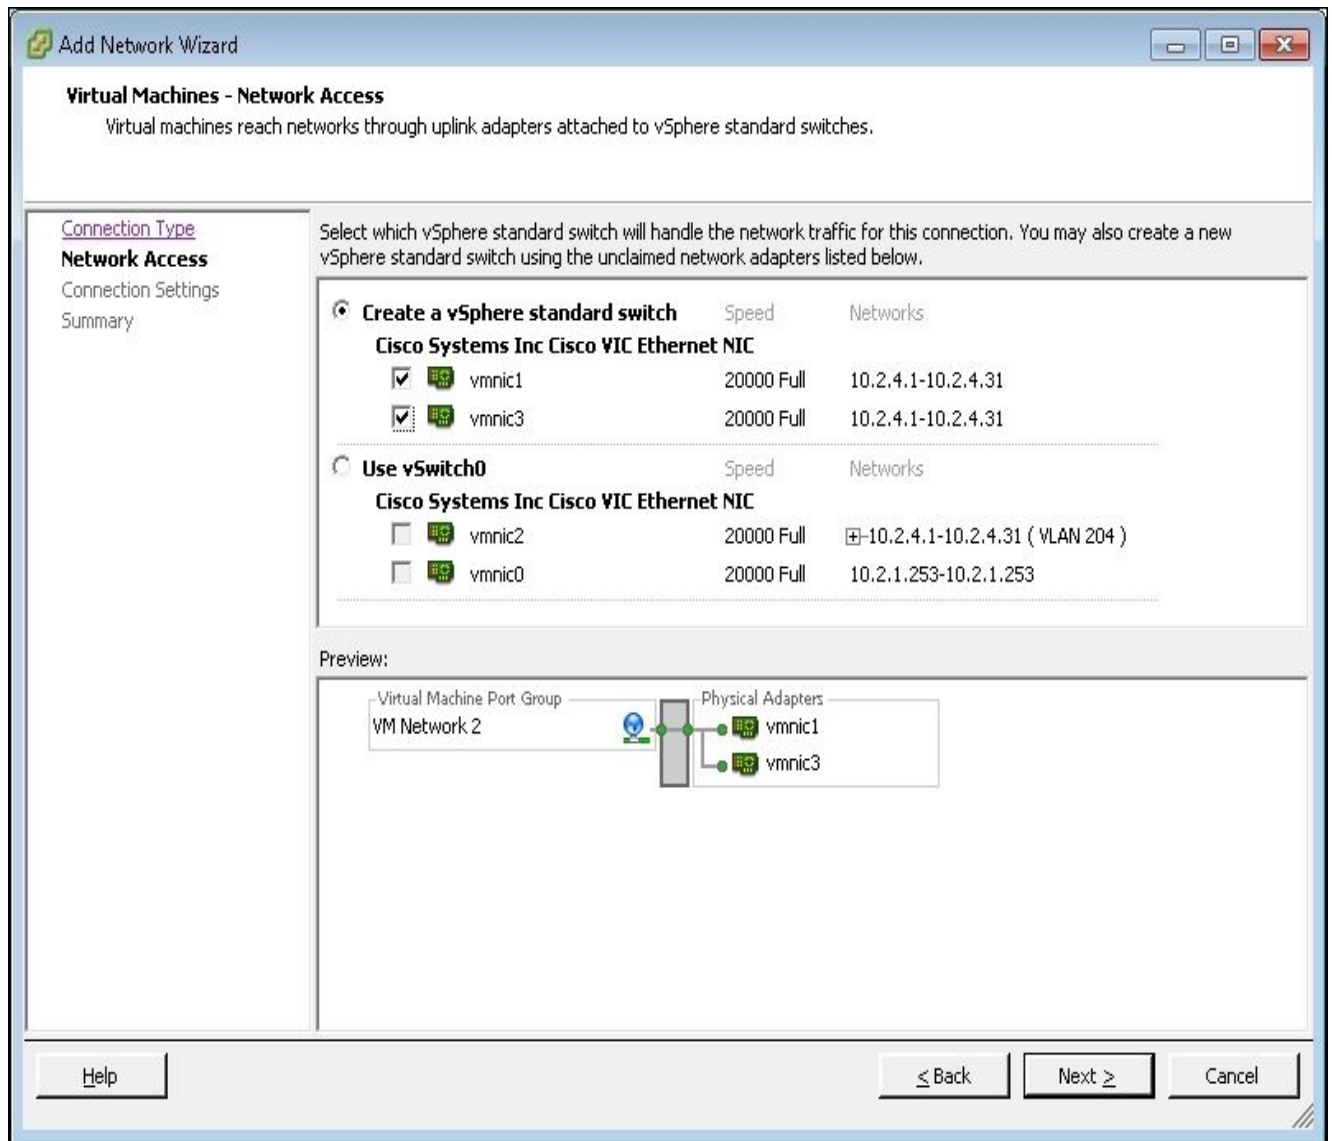 Add Network Wizard
Virtual Machines - Network Access
Virtual machines reach networks through uplink adapters attached to vSphere standard switches.
Connection Type
Network Access
Connection Settings
Summary
Select which vSphere standard switch will handle the network traffic for this connection. You may also create a new
vSphere standard switch using the unclaimed network adapters listed below.
Create a vSphere standard switch Speed Networks
Cisco Systems Inc Cisco VIC Ethernet NIC
vmnic1 20000 Full 10.2.4.1-10.2.4.31
vmnic3 20000 Full 10.2.4.1-10.2.4.31
Use vSwitch0 Speed Networks
Cisco Systems Inc Cisco VIC Ethernet NIC
vmnic2 20000 Full 10.2.4.1-10.2.4.31 ( VLAN 204 )
vmnic0 20000 Full 10.2.1.253-10.2.1.253
Preview:
Virtual Machine Port Group Physical Adapters
VM Network 2 vmnic1
vmnic3
Help < Back Next > Cancel